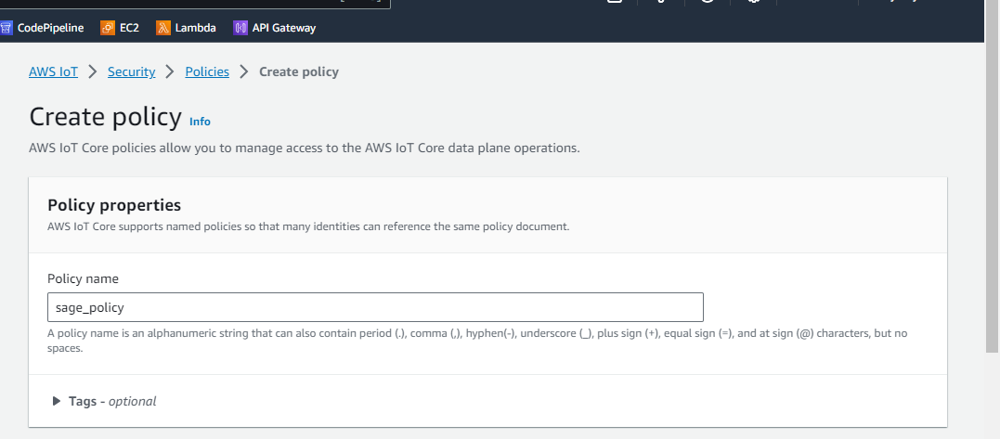 CodePipeline EC2 Lambda API Gateway
AWS IoT > Security > Policies > Create policy
Create policy Info
AWS IoT Core policies allow you to manage access to the AWS IoT Core data plane operations.
Policy properties
AWS IoT Core supports named policies so that many identities can reference the same policy document.
Policy name
sage_policy
A policy name is an alphanumeric string that can also contain period (.), comma (,), hyphen(-), underscore (_), plus sign (+), equal sign (=), and at sign (@) characters, but no
spaces.
Tags - optional